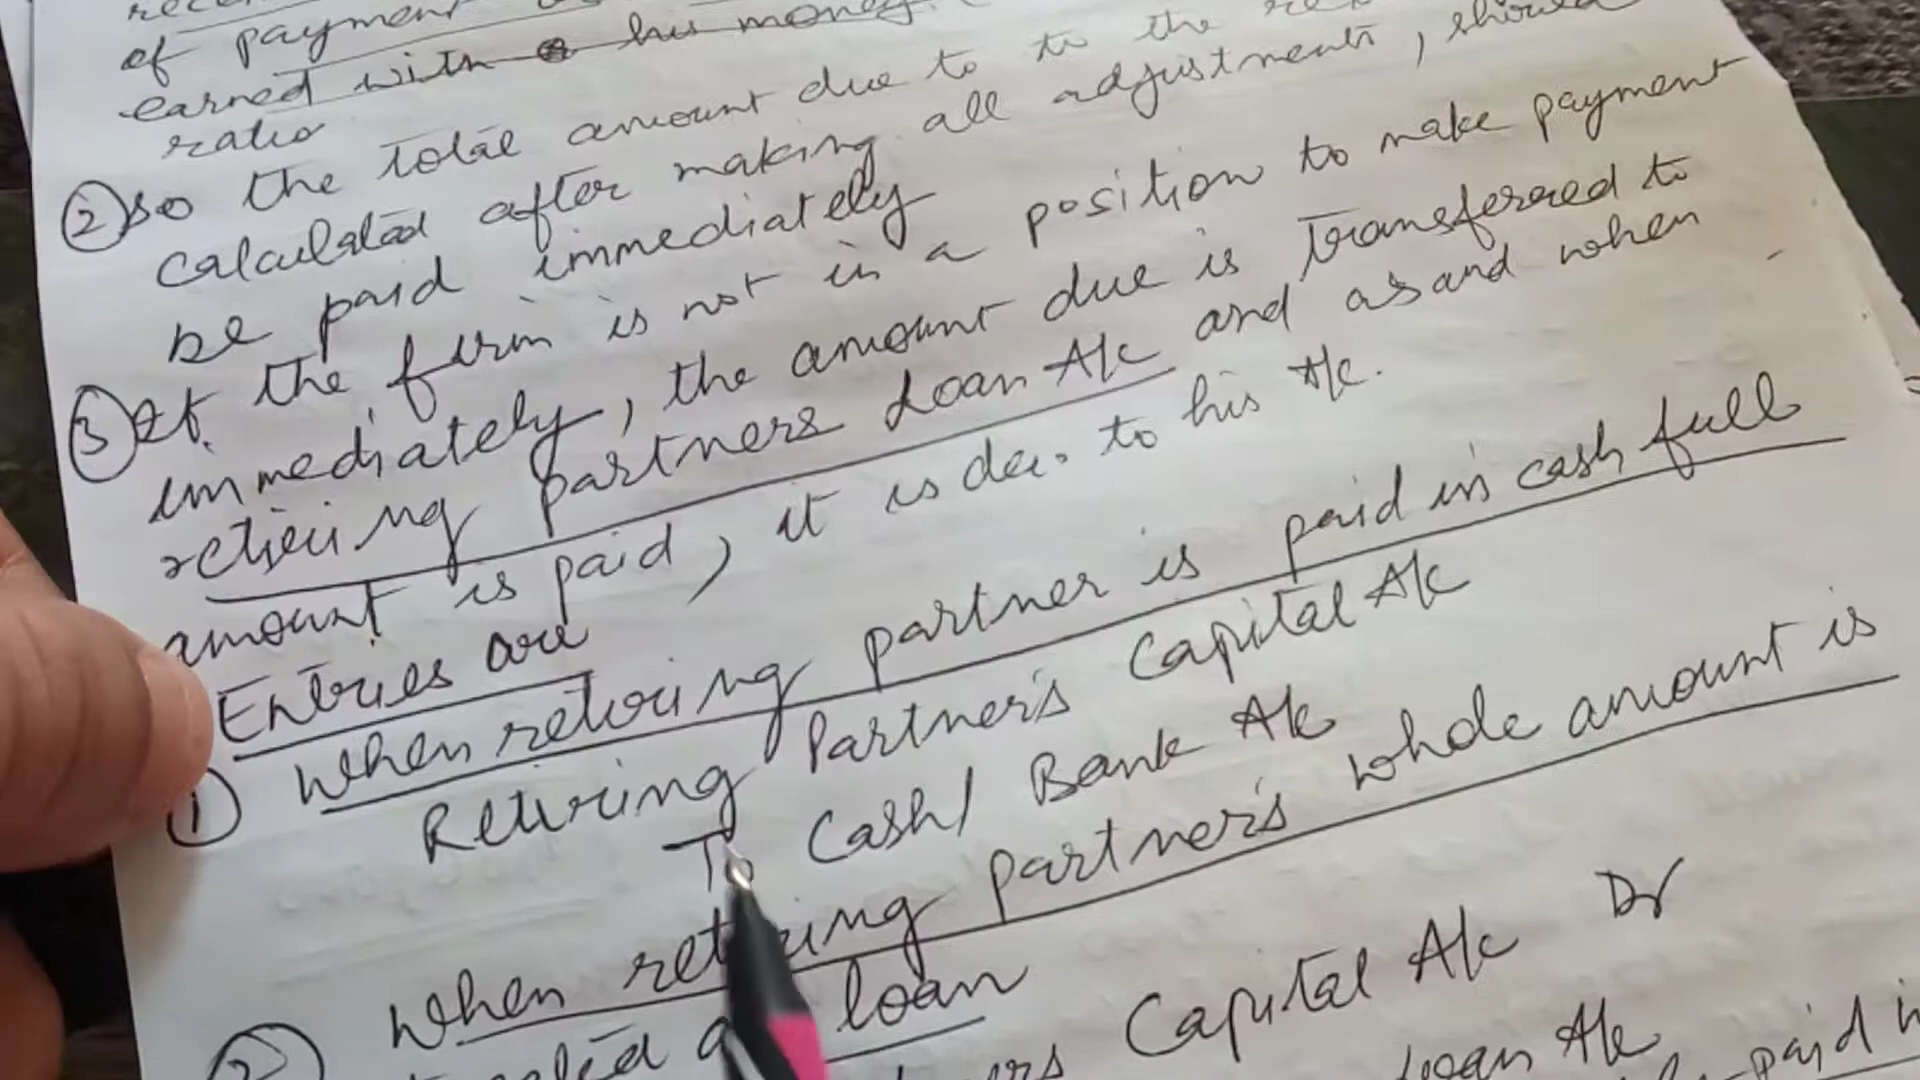 of payment
earned with his money.
ratio
② so the total amount due to to the
calculated after making all adjustments, should
be paid immediately
③ If the firm is not in a position to make payment
immediately, the amount due is transfered to
retiring partners Loan A/c and as and when
amount is paid, it is to his A/c.
Entries are
① When retiring partner is paid in cash full
Retiring Partner's Capital A/c
To Cash/ Bank A/c
When retiring partner's whole amount is
loan
Capital A/c Dr
Loan A/c
paid in